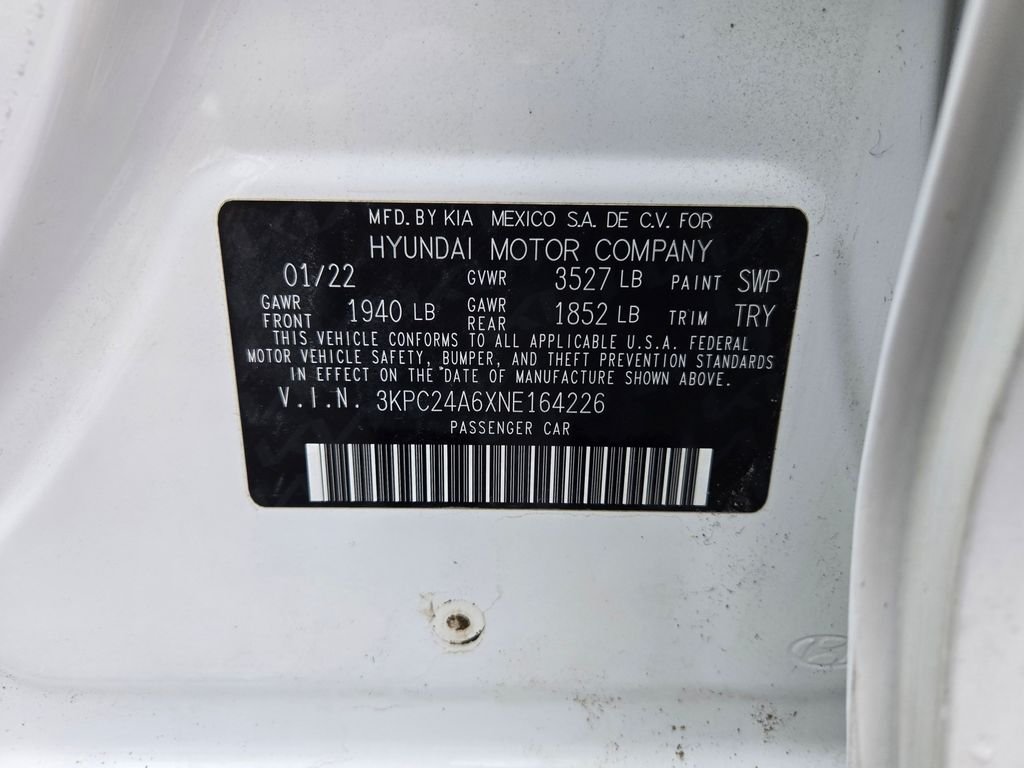 MFD. BY KIA MEXICO S.A. DE C.V. FOR
HYUNDAI MOTOR COMPANY
01/22 GVWR 3527 LB PAINT SWP
GAWR FRONT 1940 LB GAWR REAR 1852 LB TRIM TRY
THIS VEHICLE CONFORMS TO ALL APPLICABLE U.S.A. FEDERAL
MOTOR VEHICLE SAFETY, BUMPER, AND THEFT PREVENTION STANDARDS
IN EFFECT ON THE DATE OF MANUFACTURE SHOWN ABOVE.
V.I.N. 3KPC24A6XNE164226
PASSENGER CAR